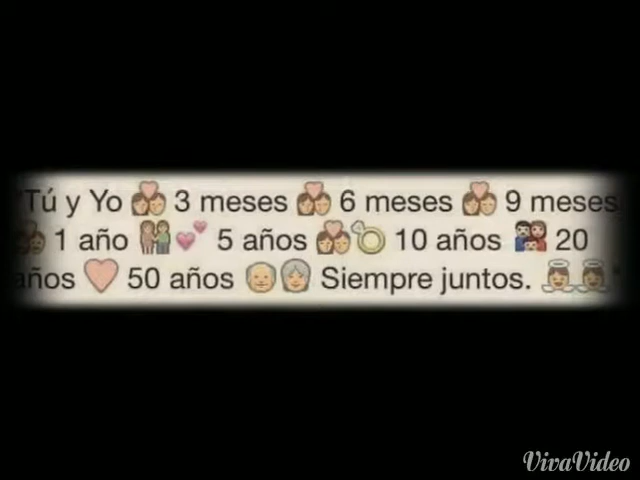 "Tú y Yo 💏 3 meses 💏 6 meses 💏 9 meses
💏 1 año 👫💕 5 años 💏💍 10 años 👪 20
años ❤ 50 años 👴👵 Siempre juntos. 👼👼"
VivaVideo